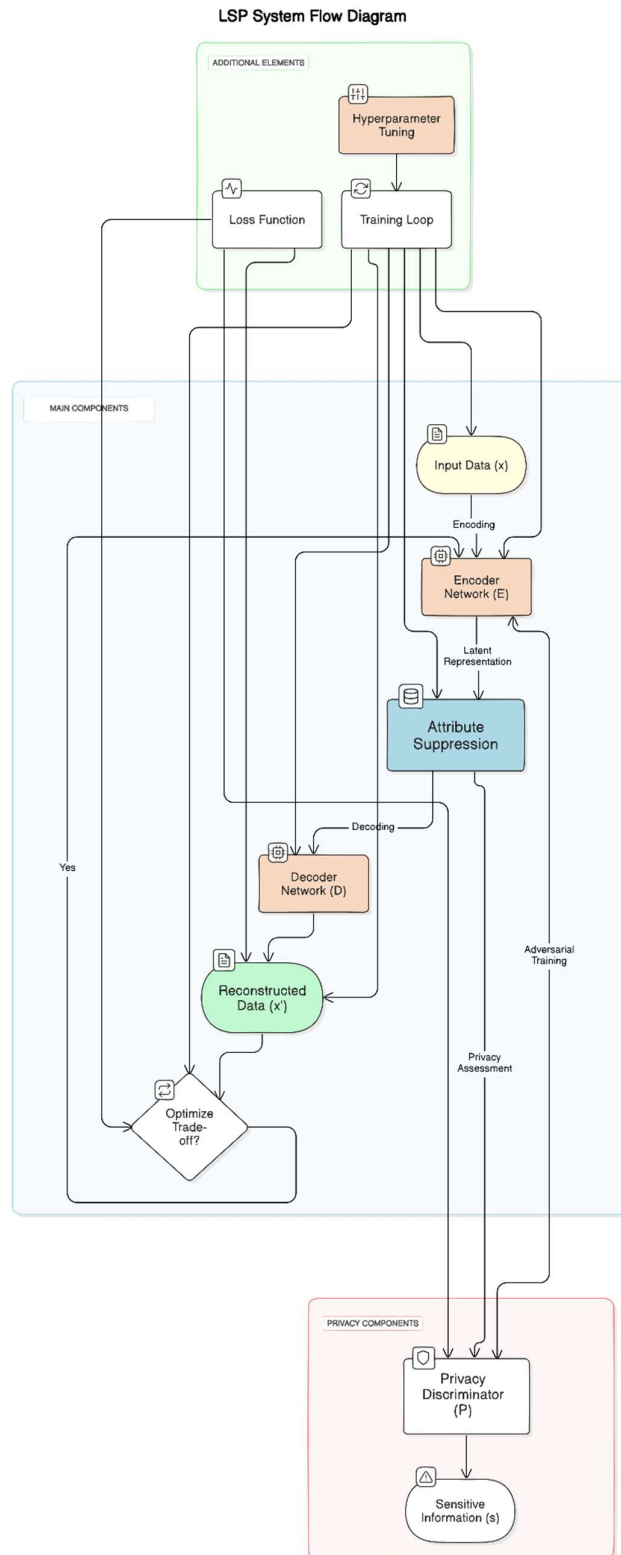 LSP System Flow Diagram
ADDITIONAL ELEMENTS
Hyperparameter
Tuning
Loss Function
Training Loop
MAIN COMPONENTS
Input Data (x)
Encoding
Encoder
Network (E)
Latent
Representation
Attribute
Suppression
Decoding
Yes
Decoder
Network (D)
Adversarial
Training
Reconstructed
Data (x')
Privacy
Assessment
Optimize
Trade-
off?
PRIVACY COMPONENTS
Privacy
Discriminator
(P)
Sensitive
Information (s)